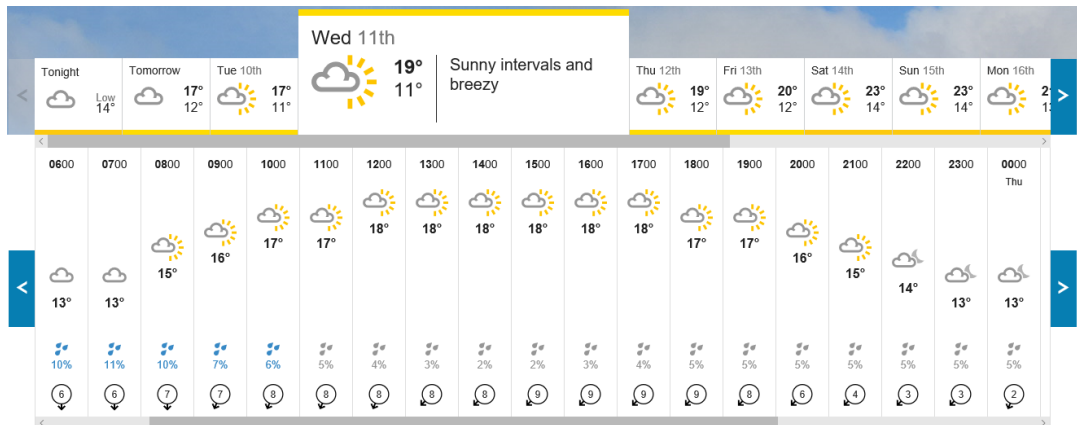 Wed 11th
19°
11°
Sunny intervals and
breezy
Tonight
Low
14°
Tomorrow
17°
12°
Tue 10th
17°
11°
Thu 12th
19°
12°
Fri 13th
20°
12°
Sat 14th
23°
14°
Sun 15th
23°
14°
Mon 16th
0600 0700 0800 0900 1000 1100 1200 1300 1400 1500 1600 1700 1800 1900 2000 2100 2200 2300 0000
Thu
13° 13° 15° 16° 17° 17° 18° 18° 18° 18° 18° 18° 17° 17° 16° 15° 14° 13° 13°
10% 11% 10% 7% 6% 5% 4% 3% 2% 2% 3% 4% 5% 5% 5% 5% 5% 5% 5%
6 6 7 7 8 8 8 8 8 9 9 9 9 8 6 4 3 3 2